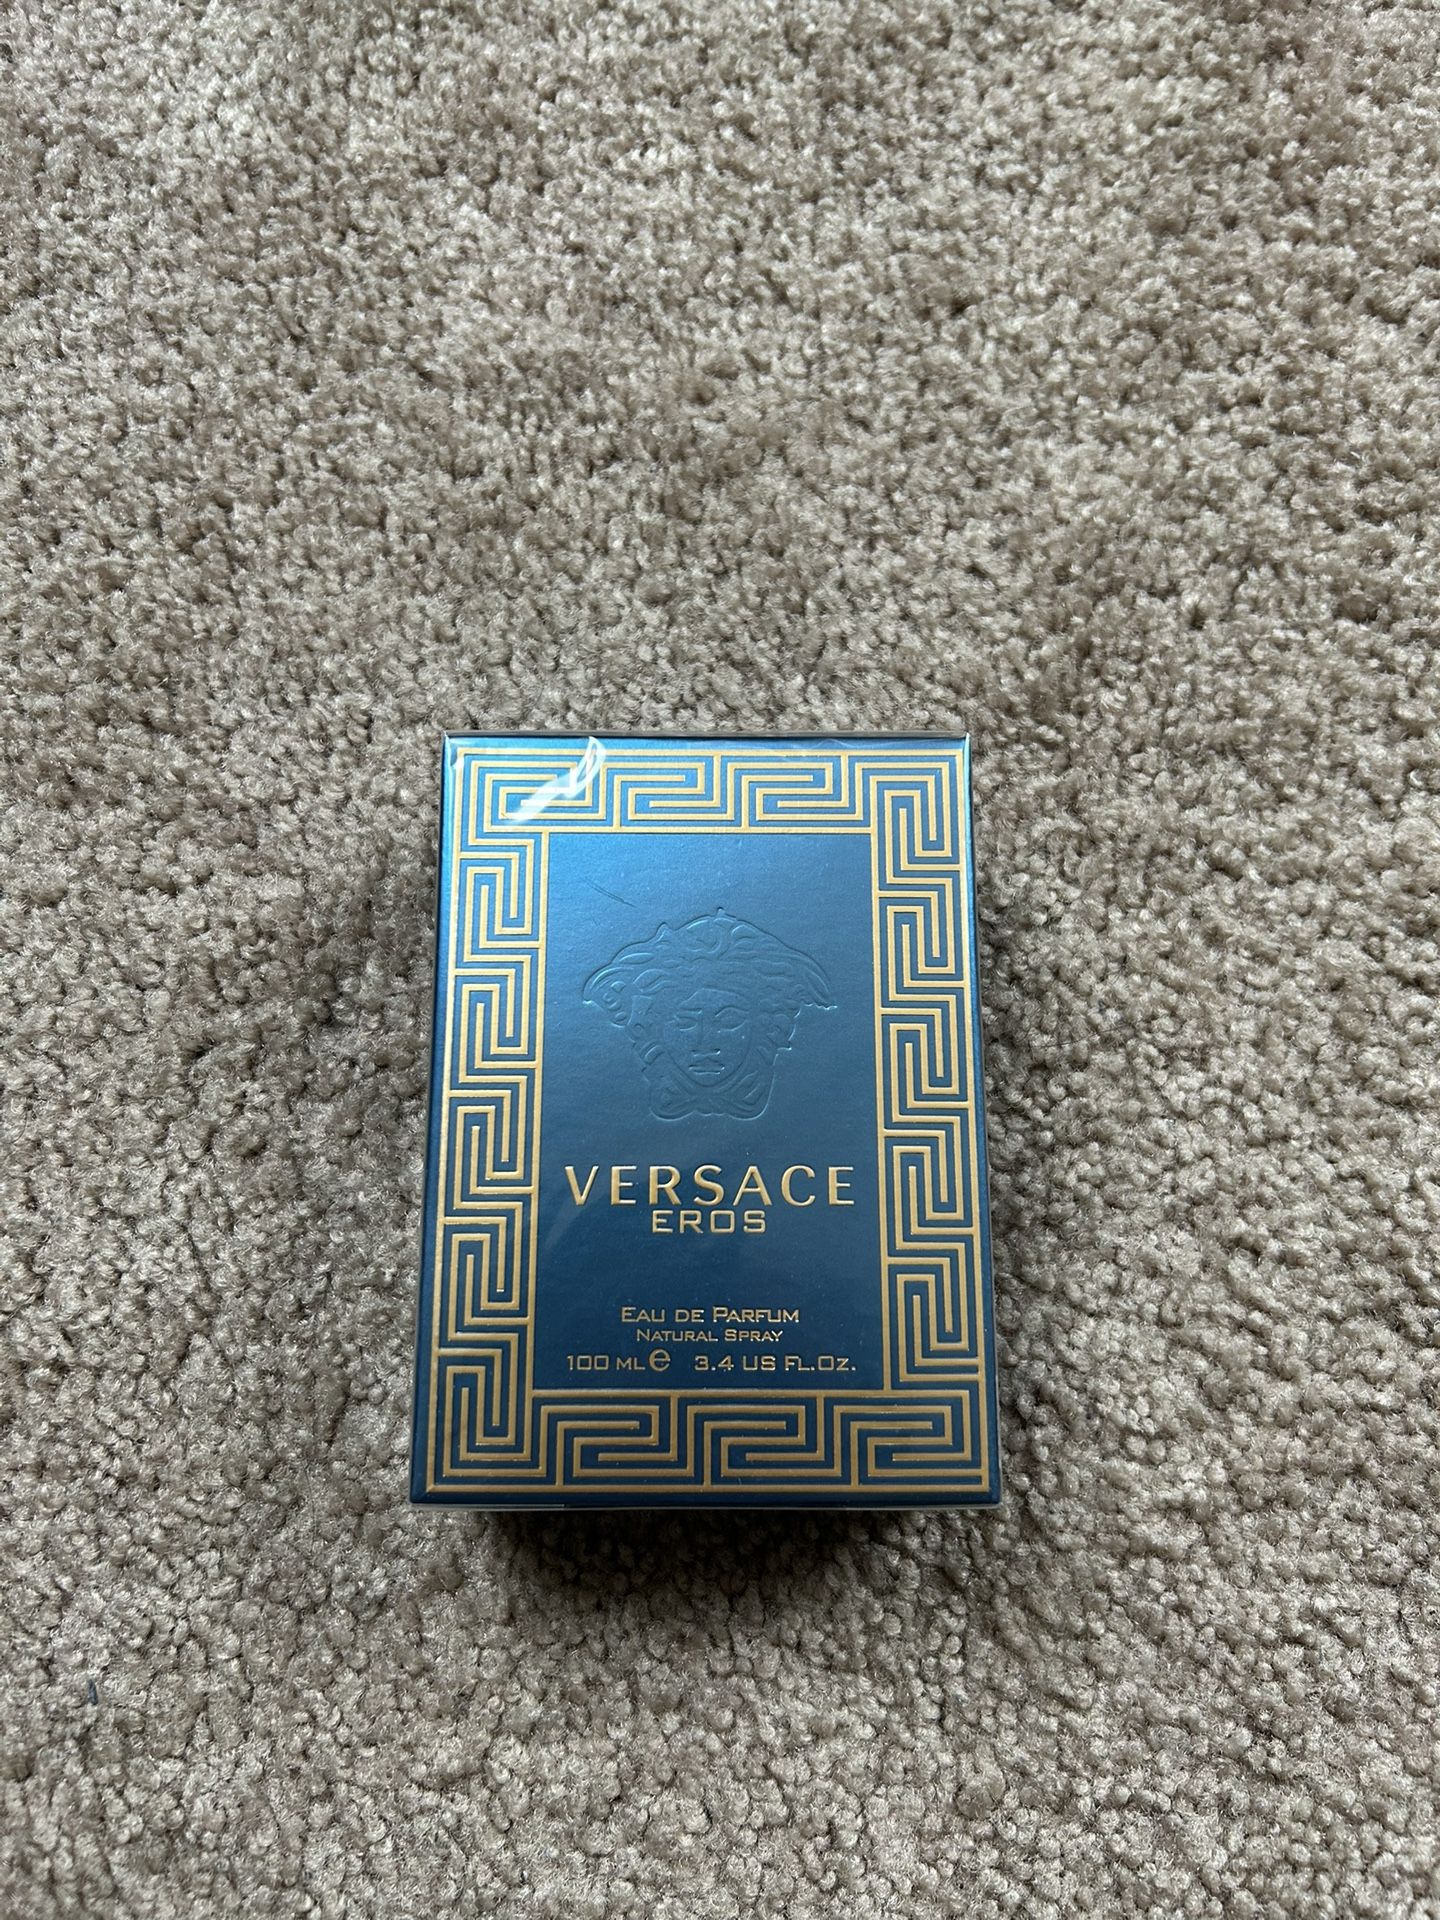 VERSACE
EROS
EAU DE PARFUM
NATURAL SPRAY
100 ML ℮ 3.4 US FL.OZ.